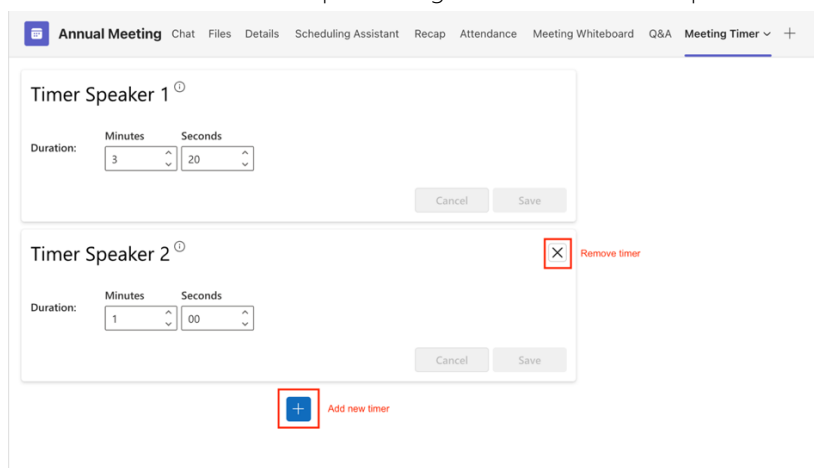 Annual Meeting Chat Files Details Scheduling Assistant Recap Attendance Meeting Whiteboard Q&A Meeting Timer
Timer Speaker 1
Minutes Seconds
Duration: 3 20
Cancel Save
Timer Speaker 2
Remove timer
Minutes Seconds
Duration: 1 00
Cancel Save
Add new timer